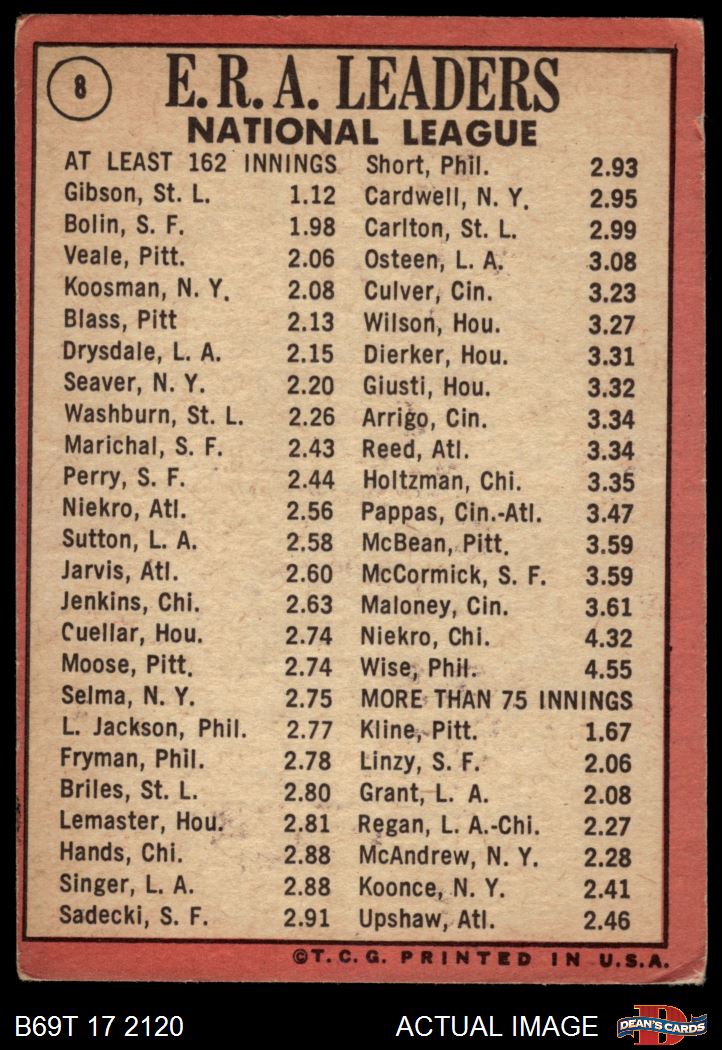 8
E.R.A. LEADERS
NATIONAL LEAGUE
AT LEAST 162 INNINGS
Gibson, St. L. 1.12
Bolin, S. F. 1.98
Veale, Pitt. 2.06
Koosman, N. Y. 2.08
Blass, Pitt 2.13
Drysdale, L. A. 2.15
Seaver, N. Y. 2.20
Washburn, St. L. 2.26
Marichal, S. F. 2.43
Perry, S. F. 2.44
Niekro, Atl. 2.56
Sutton, L. A. 2.58
Jarvis, Atl. 2.60
Jenkins, Chi. 2.63
Cuellar, Hou. 2.74
Moose, Pitt. 2.74
Selma, N. Y. 2.75
L. Jackson, Phil. 2.77
Fryman, Phil. 2.78
Briles, St. L. 2.80
Lemaster, Hou. 2.81
Hands, Chi. 2.88
Singer, L. A. 2.88
Sadecki, S. F. 2.91
Short, Phil. 2.93
Cardwell, N. Y. 2.95
Carlton, St. L. 2.99
Osteen, L. A. 3.08
Culver, Cin. 3.23
Wilson, Hou. 3.27
Dierker, Hou. 3.31
Giusti, Hou. 3.32
Arrigo, Cin. 3.34
Reed, Atl. 3.34
Holtzman, Chi. 3.35
Pappas, Cin.-Atl. 3.47
McBean, Pitt. 3.59
McCormick, S. F. 3.59
Maloney, Cin. 3.61
Niekro, Chi. 4.32
Wise, Phil. 4.55
MORE THAN 75 INNINGS
Kline, Pitt. 1.67
Linzy, S. F. 2.06
Grant, L. A. 2.08
Regan, L. A.-Chi. 2.27
McAndrew, N. Y. 2.28
Koonce, N. Y. 2.41
Upshaw, Atl. 2.46
©T.C.G. PRINTED IN U.S.A.
B69T 17 2120
ACTUAL IMAGE
D
DEAN'S CARDS